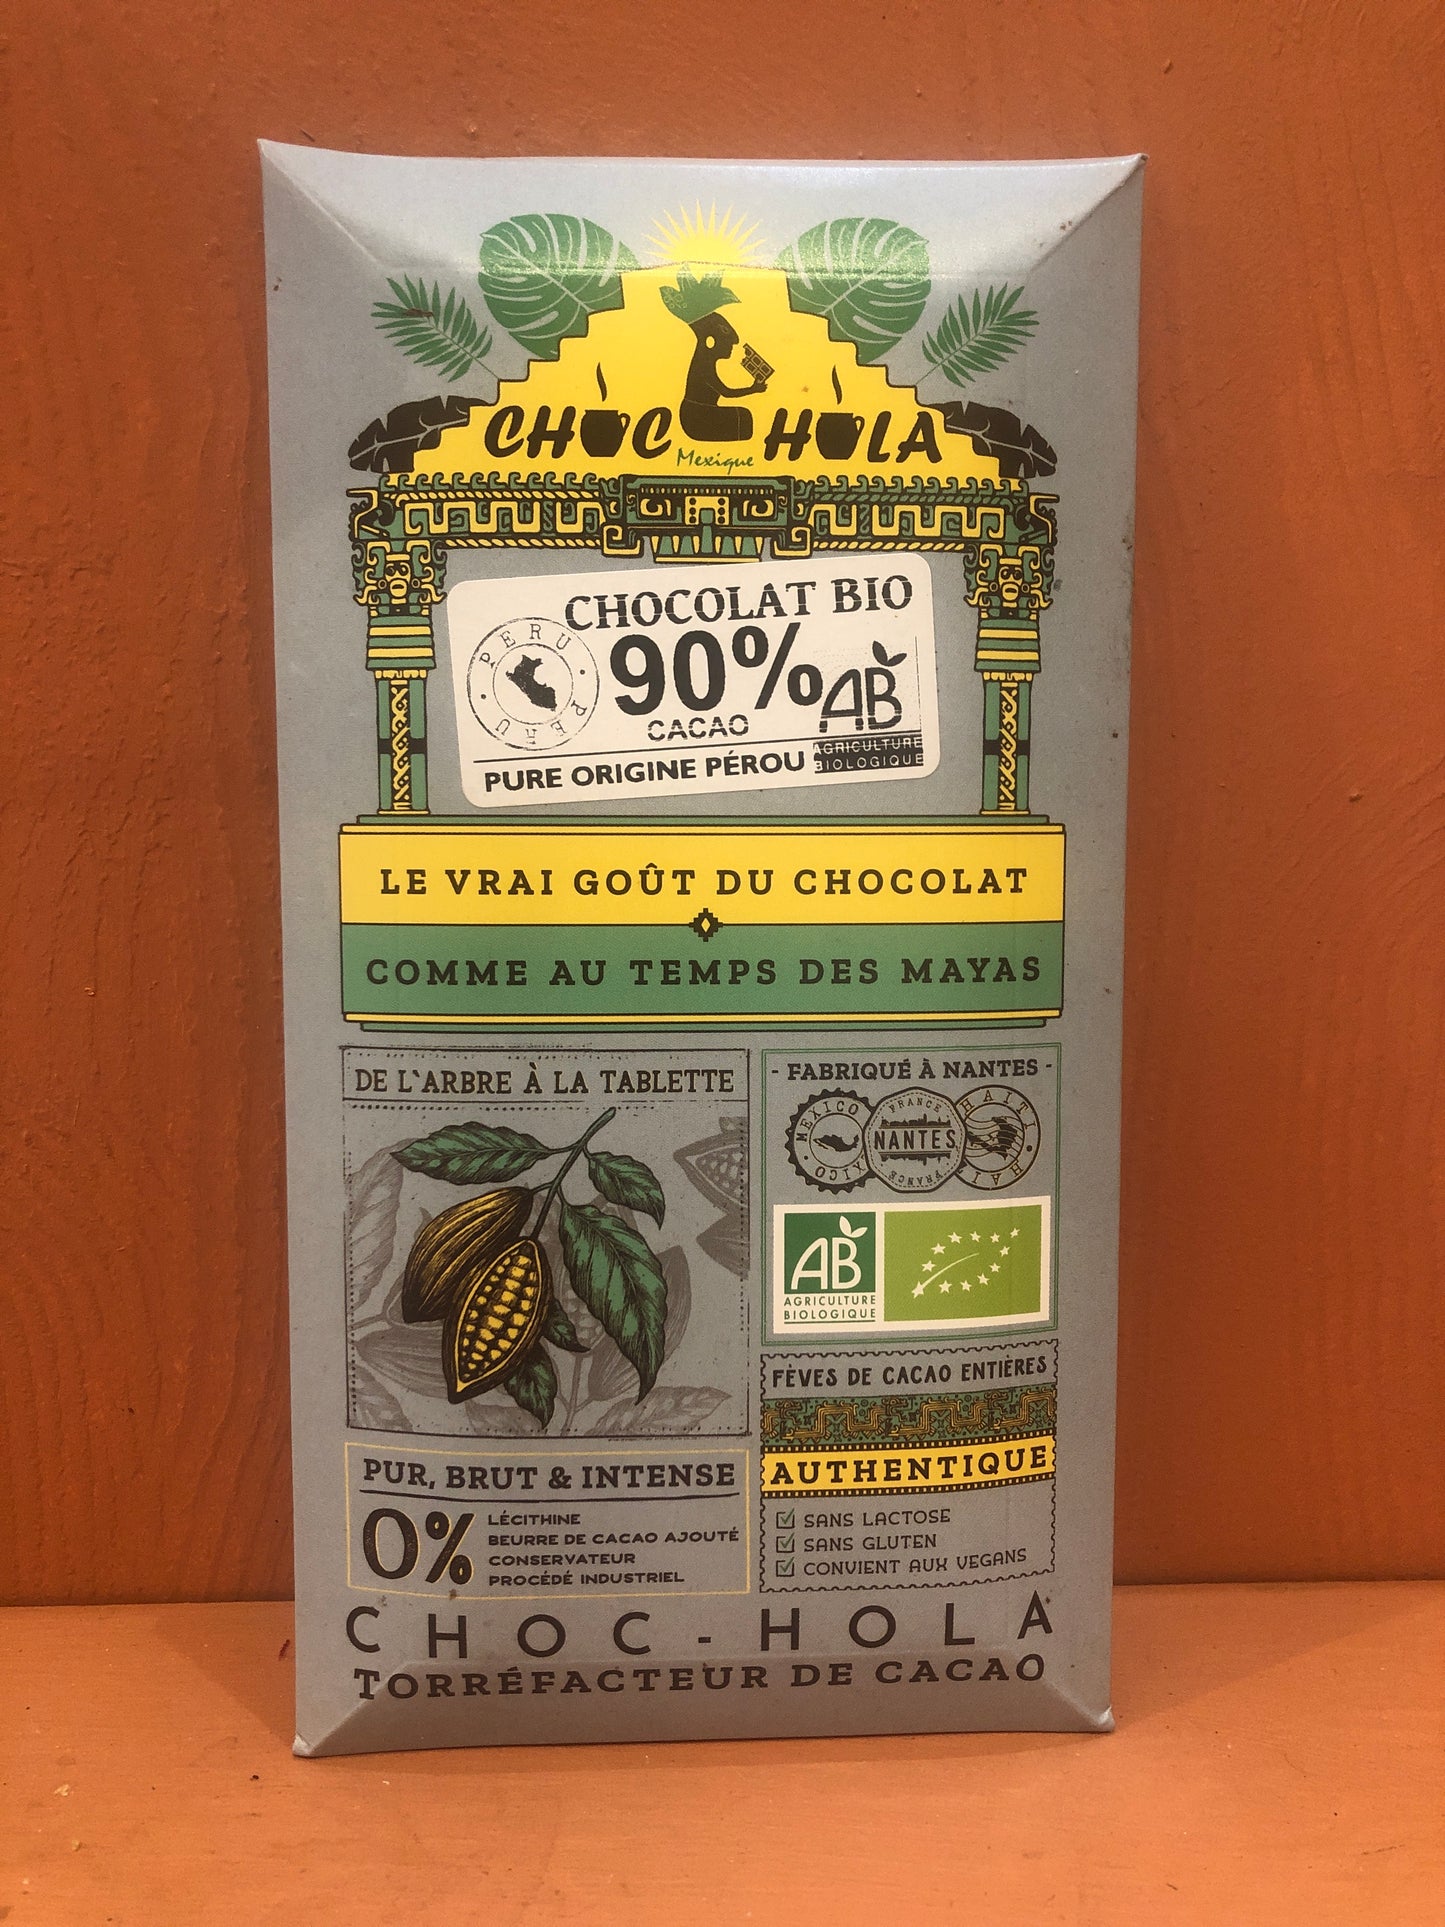 CHOC HOLA
Mexique
CHOCOLAT BIO
PERU
PERU
90%
CACAO
AB
AGRICULTURE
BIOLOGIQUE
PURE ORIGINE PÉROU
LE VRAI GOÛT DU CHOCOLAT
COMME AU TEMPS DES MAYAS
DE L`ARBRE À LA TABLETTE
- FABRIQUÉ À NANTES -
MEXICO
FRANCE
NANTES
FRANCE
HAITI
AB
AGRICULTURE
BIOLOGIQUE
FÈVES DE CACAO ENTIÈRES
AUTHENTIQUE
SANS LACTOSE
SANS GLUTEN
CONVIENT AUX VEGANS
PUR, BRUT & INTENSE
0%
LÉCITHINE
BEURRE DE CACAO AJOUTÉ
CONSERVATEUR
PROCÉDÉ INDUSTRIEL
CHOC-HOLA
TORRÉFACTEUR DE CACAO